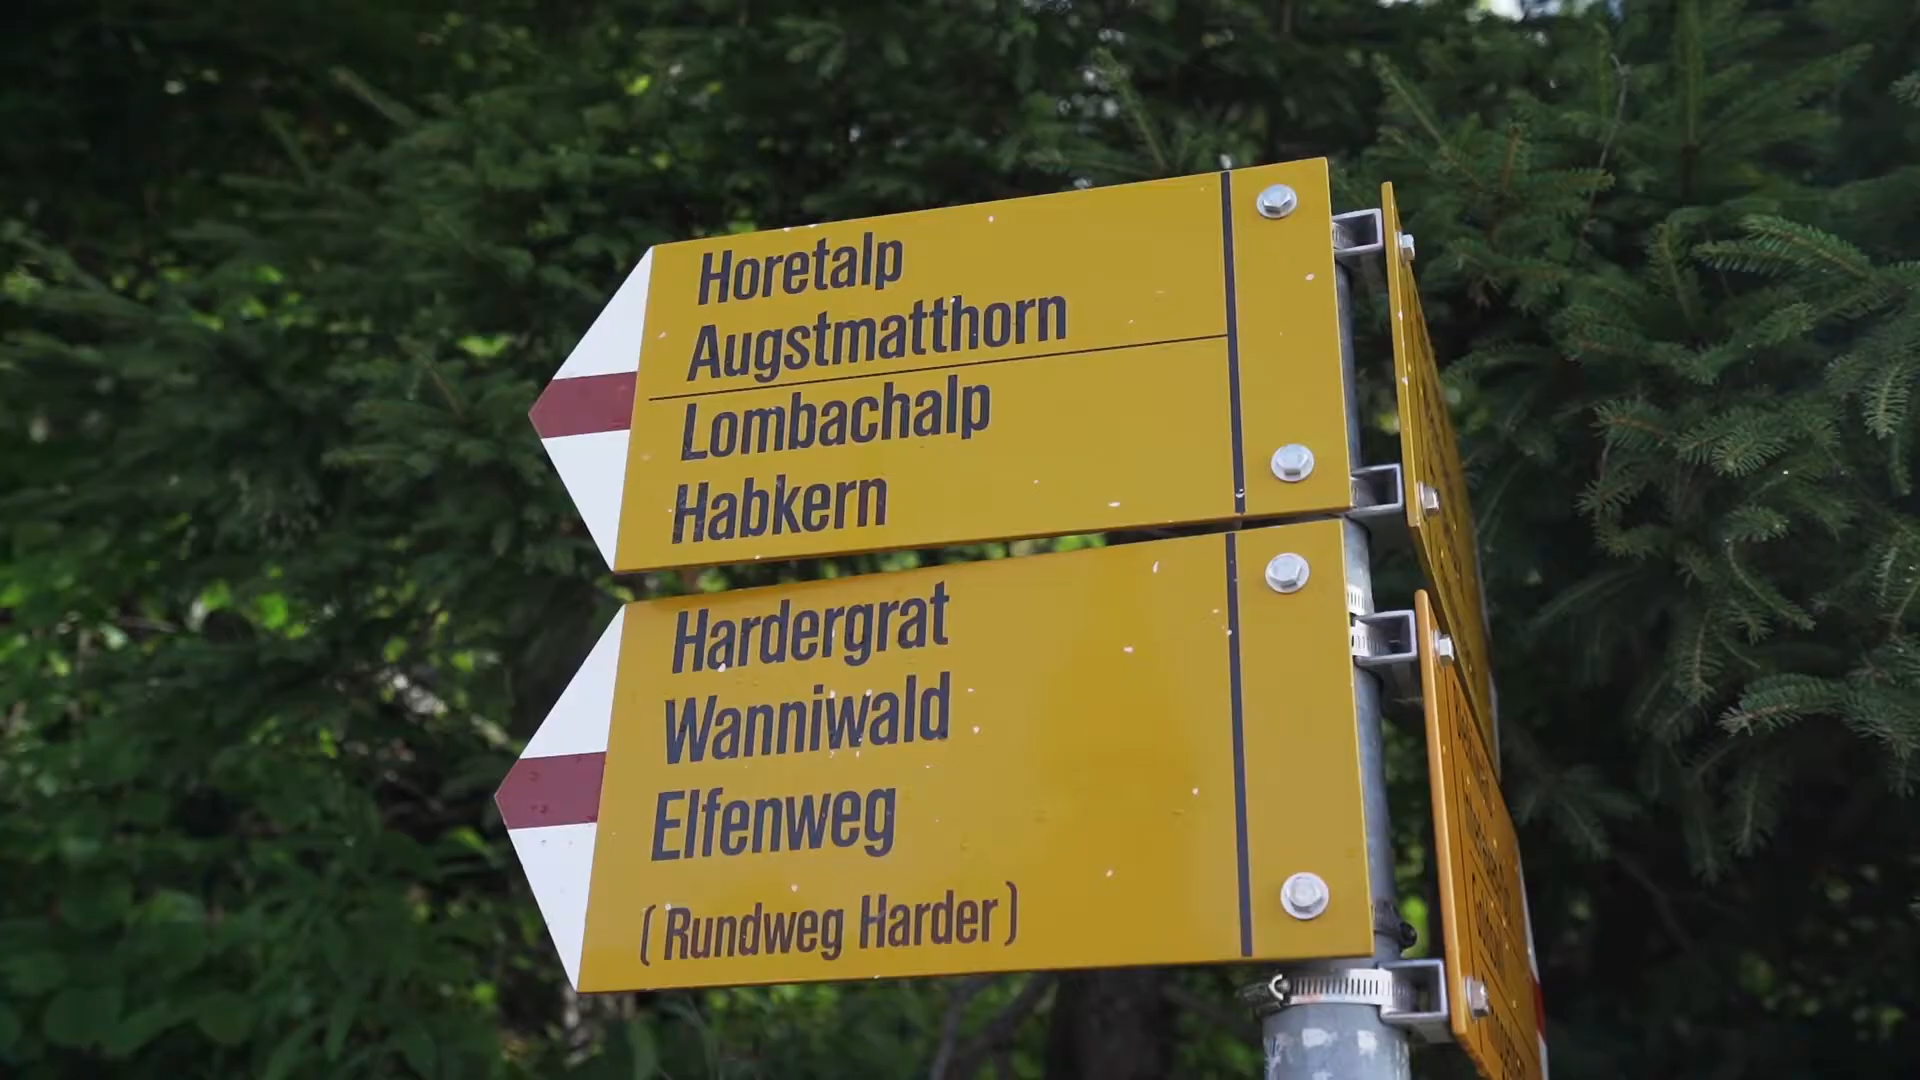 Horetalp
Augstmatthorn
Lombachalp
Habkern
Hardergrat
Wanniwald
Elfenweg
(Rundweg Harder)